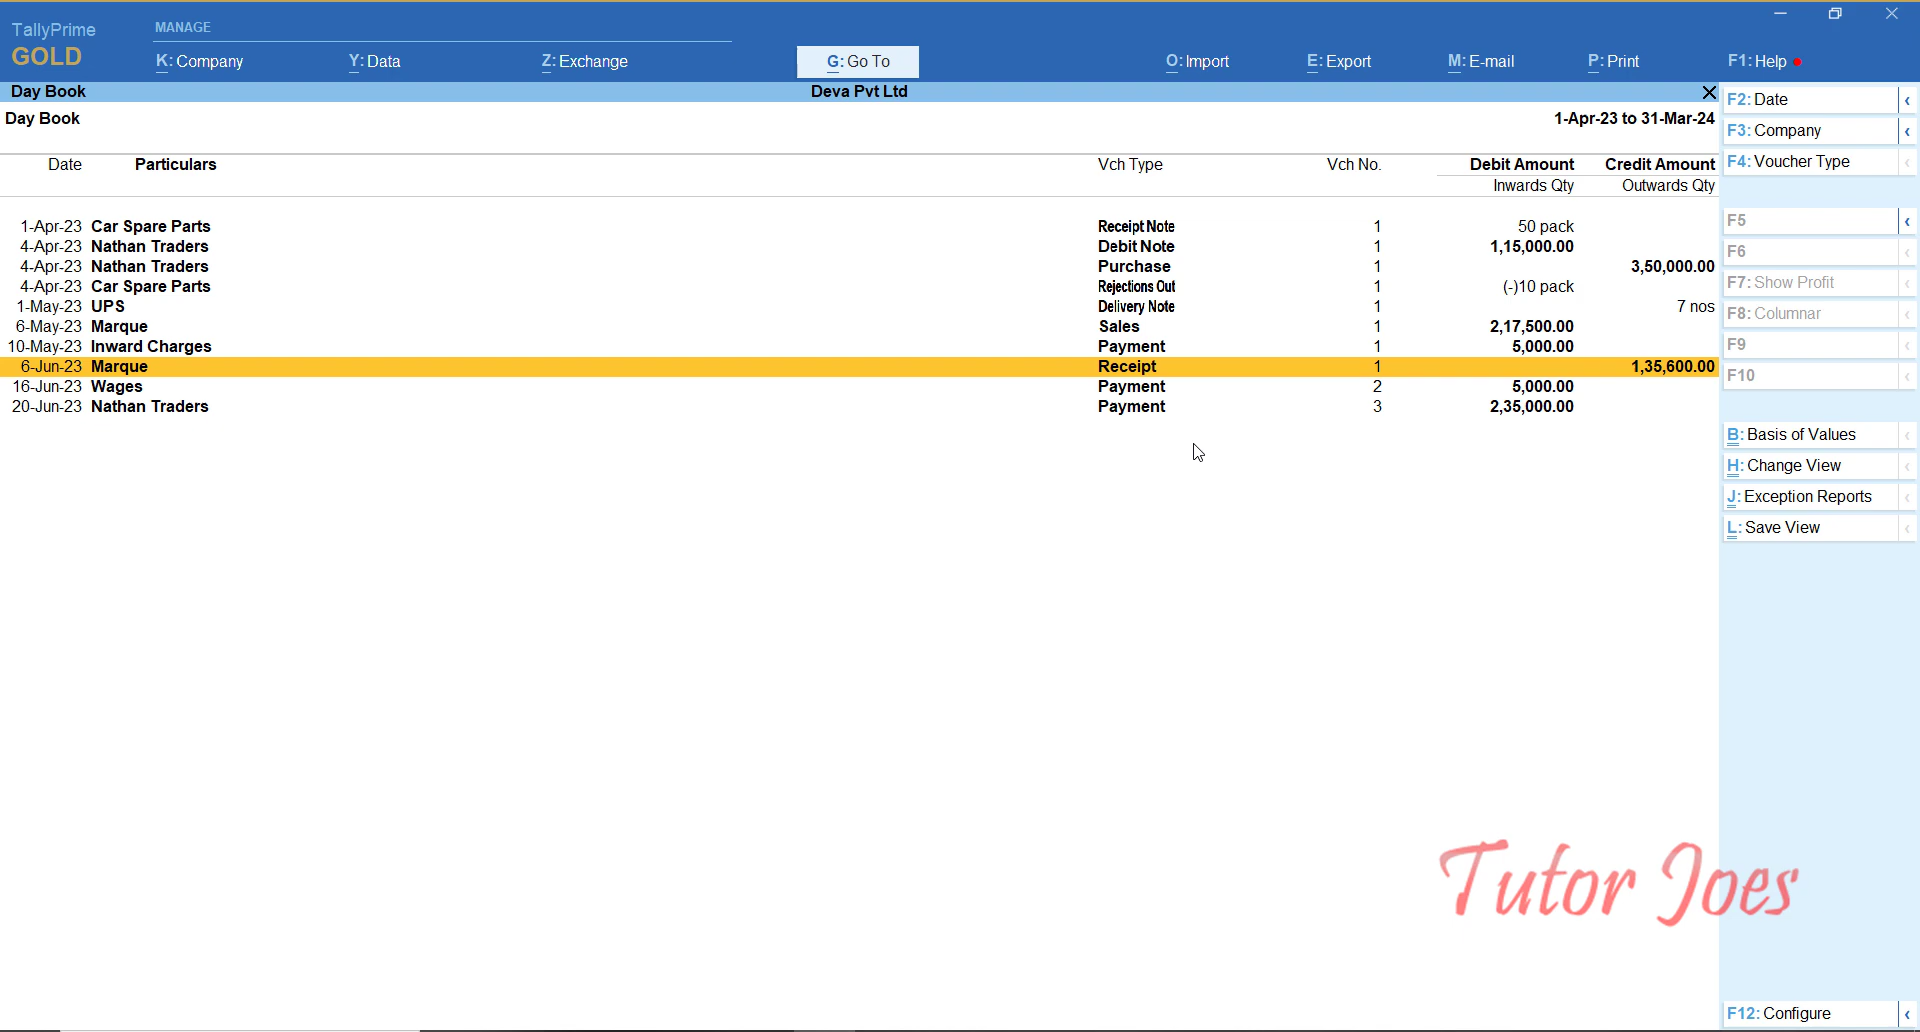 TallyPrime
GOLD
MANAGE
K: Company Y: Data Z: Exchange G: Go To O: Import E: Export M: E-mail P: Print F1: Help
Day Book Deva Pvt Ltd
Day Book 1-Apr-23 to 31-Mar-24
Date Particulars Vch Type Vch No. Debit Amount Credit Amount
Inwards Qty Outwards Qty
1-Apr-23 Car Spare Parts Receipt Note 1 50 pack
4-Apr-23 Nathan Traders Debit Note 1 1,15,000.00
4-Apr-23 Nathan Traders Purchase 1 3,50,000.00
4-Apr-23 Car Spare Parts Rejections Out 1 (-)10 pack
1-May-23 UPS Delivery Note 1 7 nos
6-May-23 Marque Sales 1 2,17,500.00
10-May-23 Inward Charges Payment 1 5,000.00
6-Jun-23 Marque Receipt 1 1,35,600.00
16-Jun-23 Wages Payment 2 5,000.00
20-Jun-23 Nathan Traders Payment 3 2,35,000.00
F2: Date
F3: Company
F4: Voucher Type
F5
F6
F7: Show Profit
F8: Columnar
F9
F10
B: Basis of Values
H: Change View
J: Exception Reports
L: Save View
Tutor Joes
F12: Configure